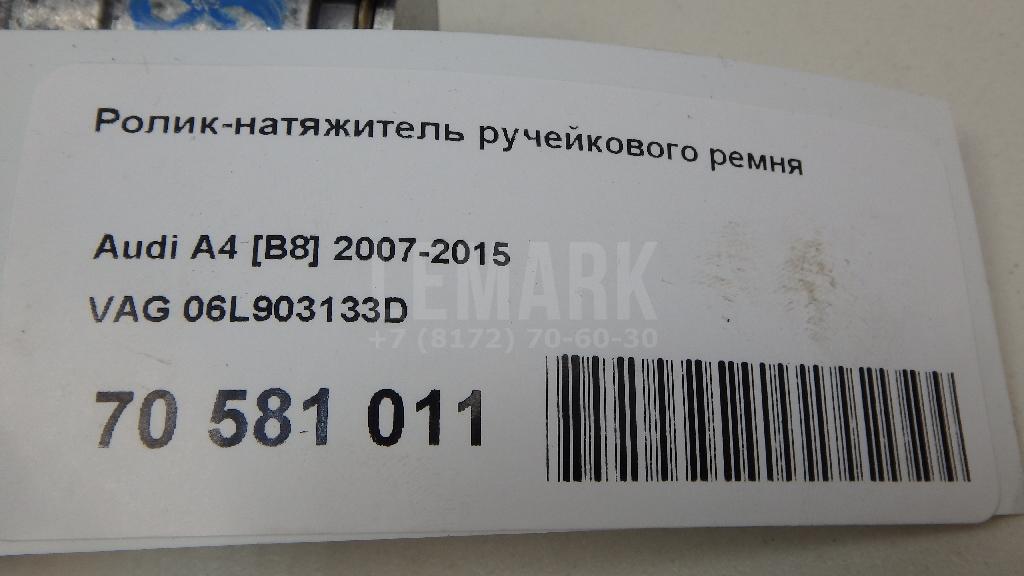 Ролик-натяжитель ручейкового ремня
Audi A4 [B8] 2007-2015
LEMARK
VAG 06L903133D
+7 (8172) 70-60-30
70 581 011